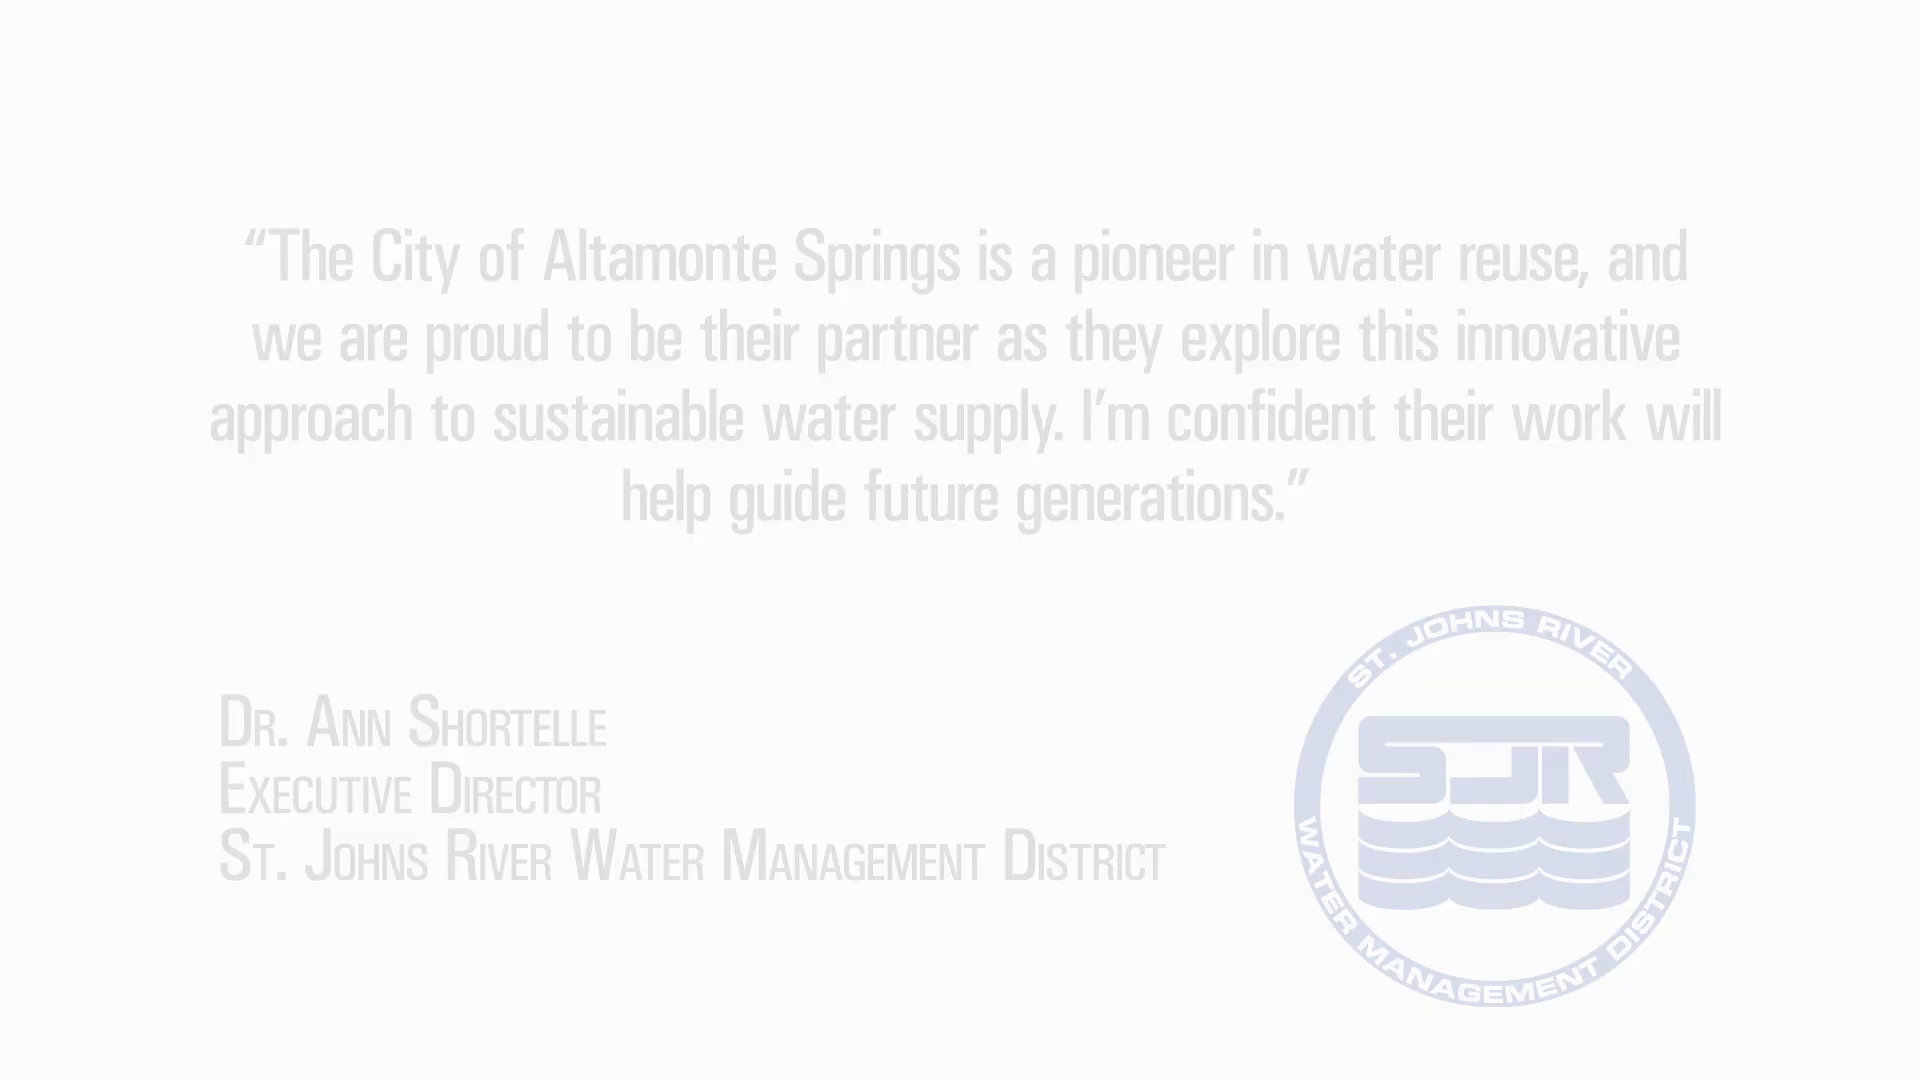 “The City of Altamonte Springs is a pioneer in water reuse, and
we are proud to be their partner as they explore this innovative
approach to sustainable water supply. I’m confident their work will
help guide future generations.”
Dr. Ann Shortelle
Executive Director
St. Johns River Water Management District
ST. JOHNS RIVER
SJR
WATER MANAGEMENT DISTRICT